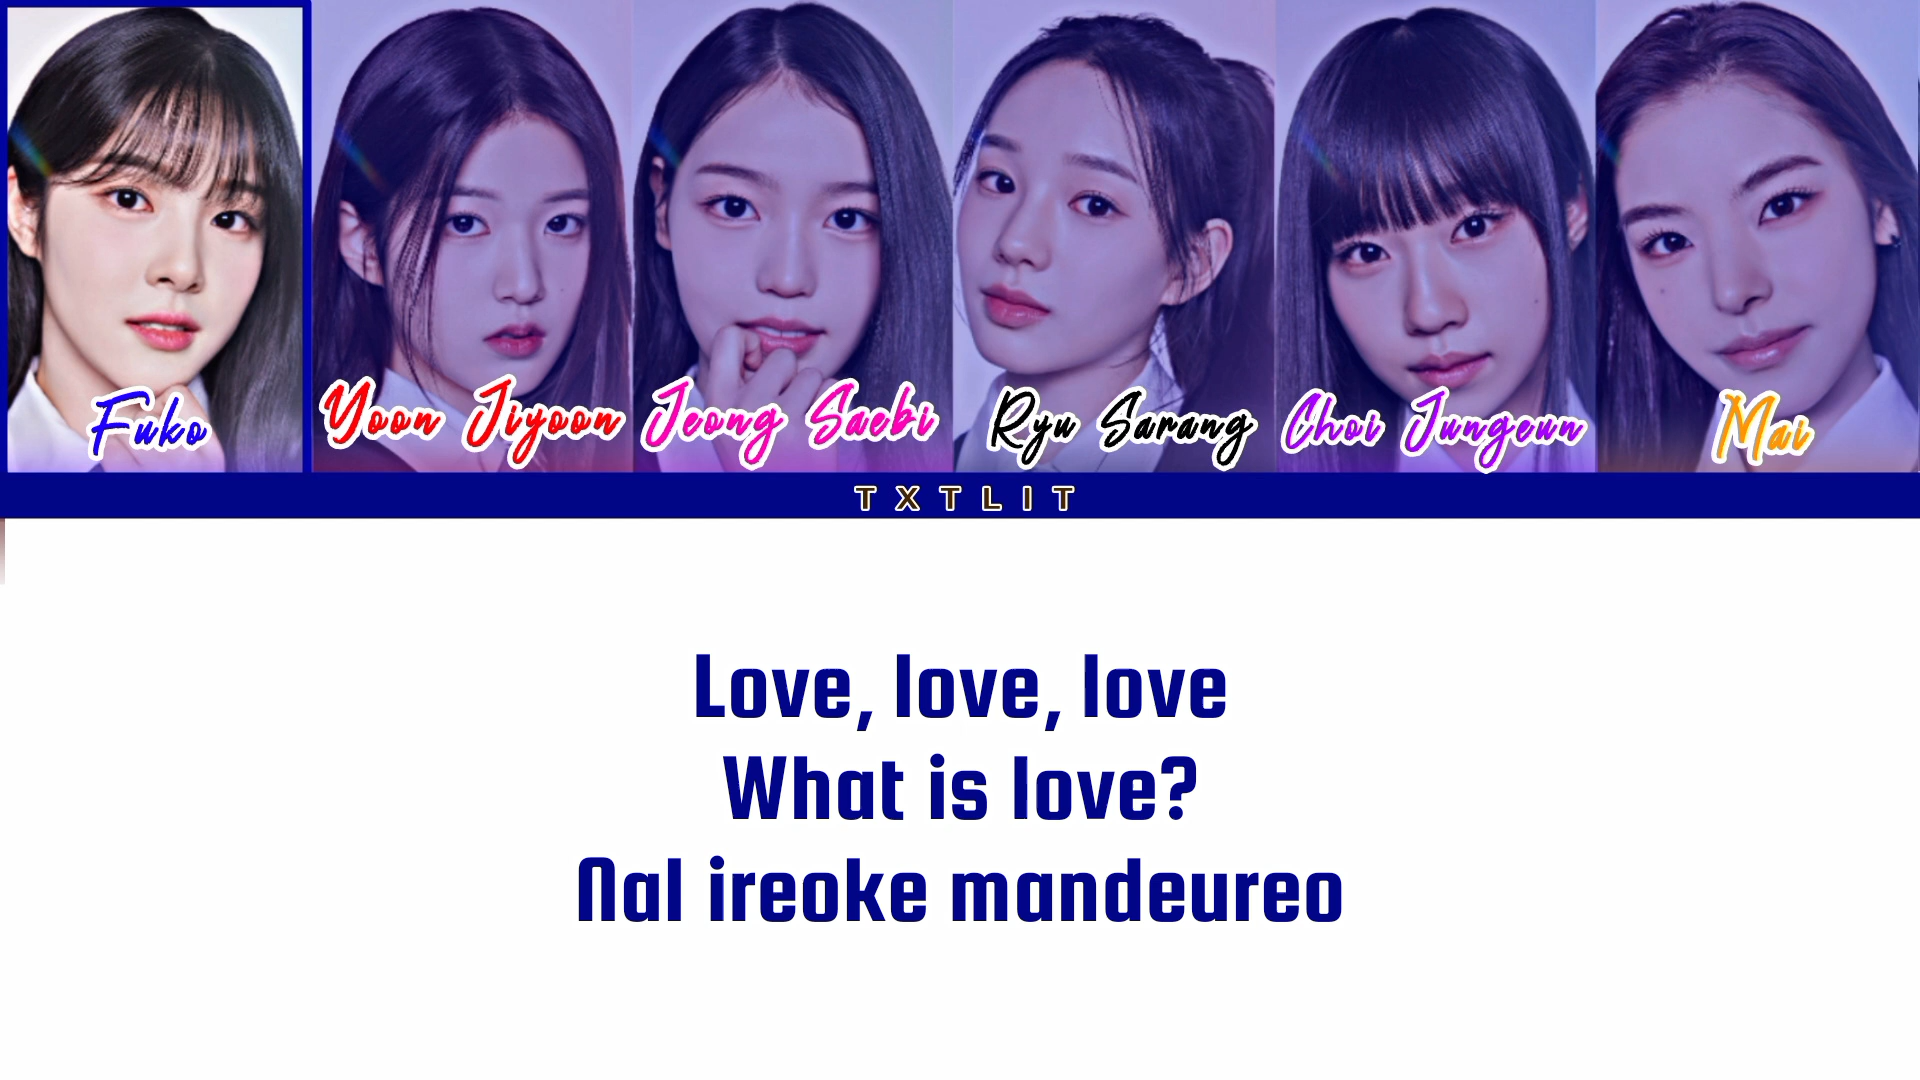 Fuko
Yoon Jiyoon
Jeong Saebi
Ryu Sarang
Choi Jungeun
Mai
TXTLIT
Love, love, love
What is love?
Nal ireoke mandeureo